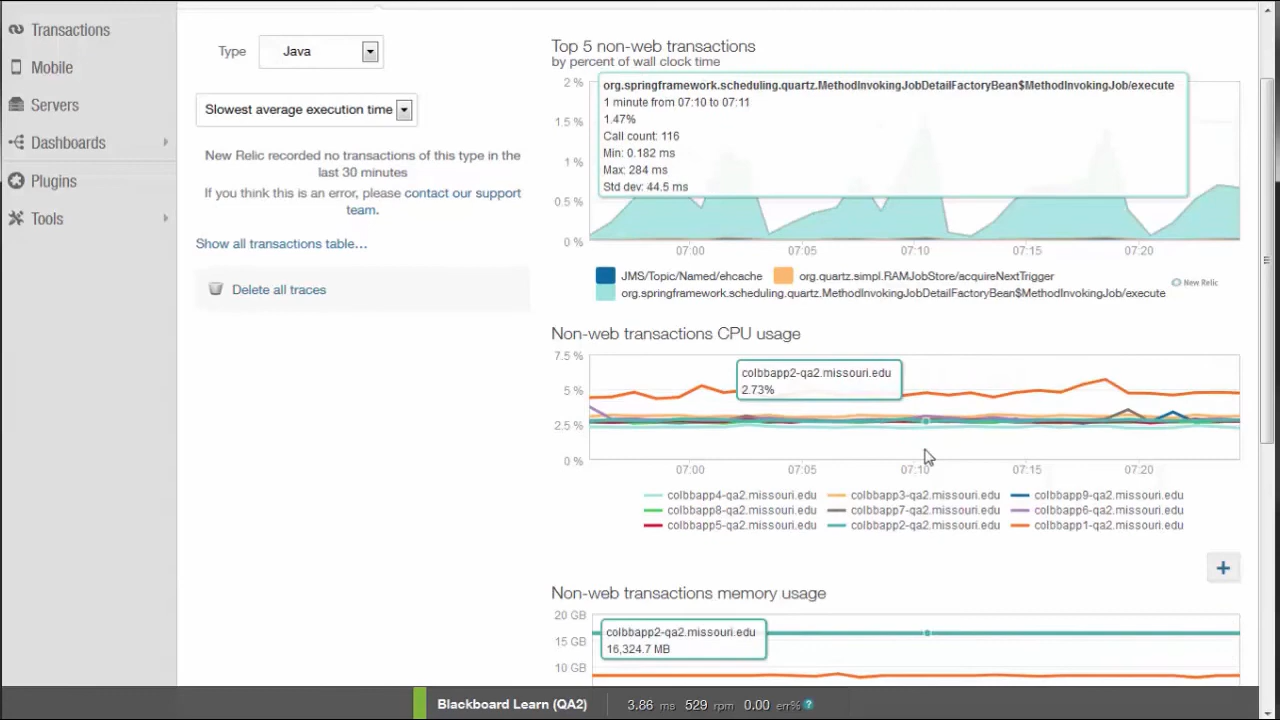 Transactions
Mobile
Servers
Dashboards
Plugins
Tools
Type
Java
Slowest average execution time
New Relic recorded no transactions of this type in the
last 30 minutes
If you think this is an error, please contact our support
team.
Show all transactions table...
Delete all traces
Top 5 non-web transactions
by percent of wall clock time
2 %
1.5 %
1 %
0.5 %
0 %
org.springframework.scheduling.quartz.MethodInvokingJobDetailFactoryBean$MethodInvokingJob/execute
1 minute from 07:10 to 07:11
1.47%
Call count: 116
Min: 0.182 ms
Max: 284 ms
Std dev: 44.5 ms
07:00 07:05 07:10 07:15 07:20
JMS/Topic/Named/ehcache org.quartz.simpl.RAMJobStore/acquireNextTrigger
org.springframework.scheduling.quartz.MethodInvokingJobDetailFactoryBean$MethodInvokingJob/execute
New Relic
Non-web transactions CPU usage
7.5 %
5 %
2.5 %
0 %
colbbapp2-qa2.missouri.edu
2.73%
07:00 07:05 07:10 07:15 07:20
colbbapp4-qa2.missouri.edu colbbapp3-qa2.missouri.edu colbbapp9-qa2.missouri.edu
colbbapp8-qa2.missouri.edu colbbapp7-qa2.missouri.edu colbbapp6-qa2.missouri.edu
colbbapp5-qa2.missouri.edu colbbapp2-qa2.missouri.edu colbbapp1-qa2.missouri.edu
+
Non-web transactions memory usage
20 GB
15 GB
10 GB
colbbapp2-qa2.missouri.edu
16,324.7 MB
Blackboard Learn (QA2) 3.86 ms 529 rpm 0.00 err% ?